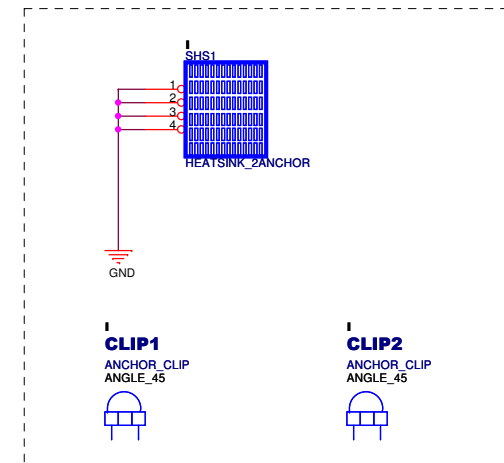 SHS1
1
2
3
4
HEATSINK_2ANCHOR
GND
CLIP1
ANCHOR_CLIP
ANGLE_45
CLIP2
ANCHOR_CLIP
ANGLE_45